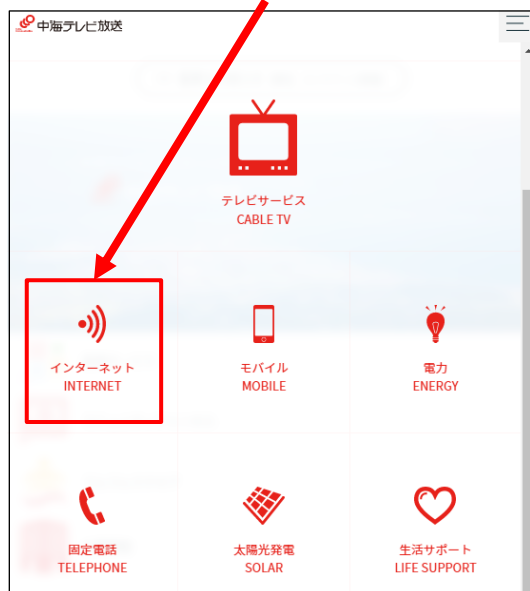 中海テレビ放送
テレビサービス
CABLE TV
インターネット
INTERNET
モバイル
MOBILE
電力
ENERGY
固定電話
TELEPHONE
太陽光発電
SOLAR
生活サポート
LIFE SUPPORT